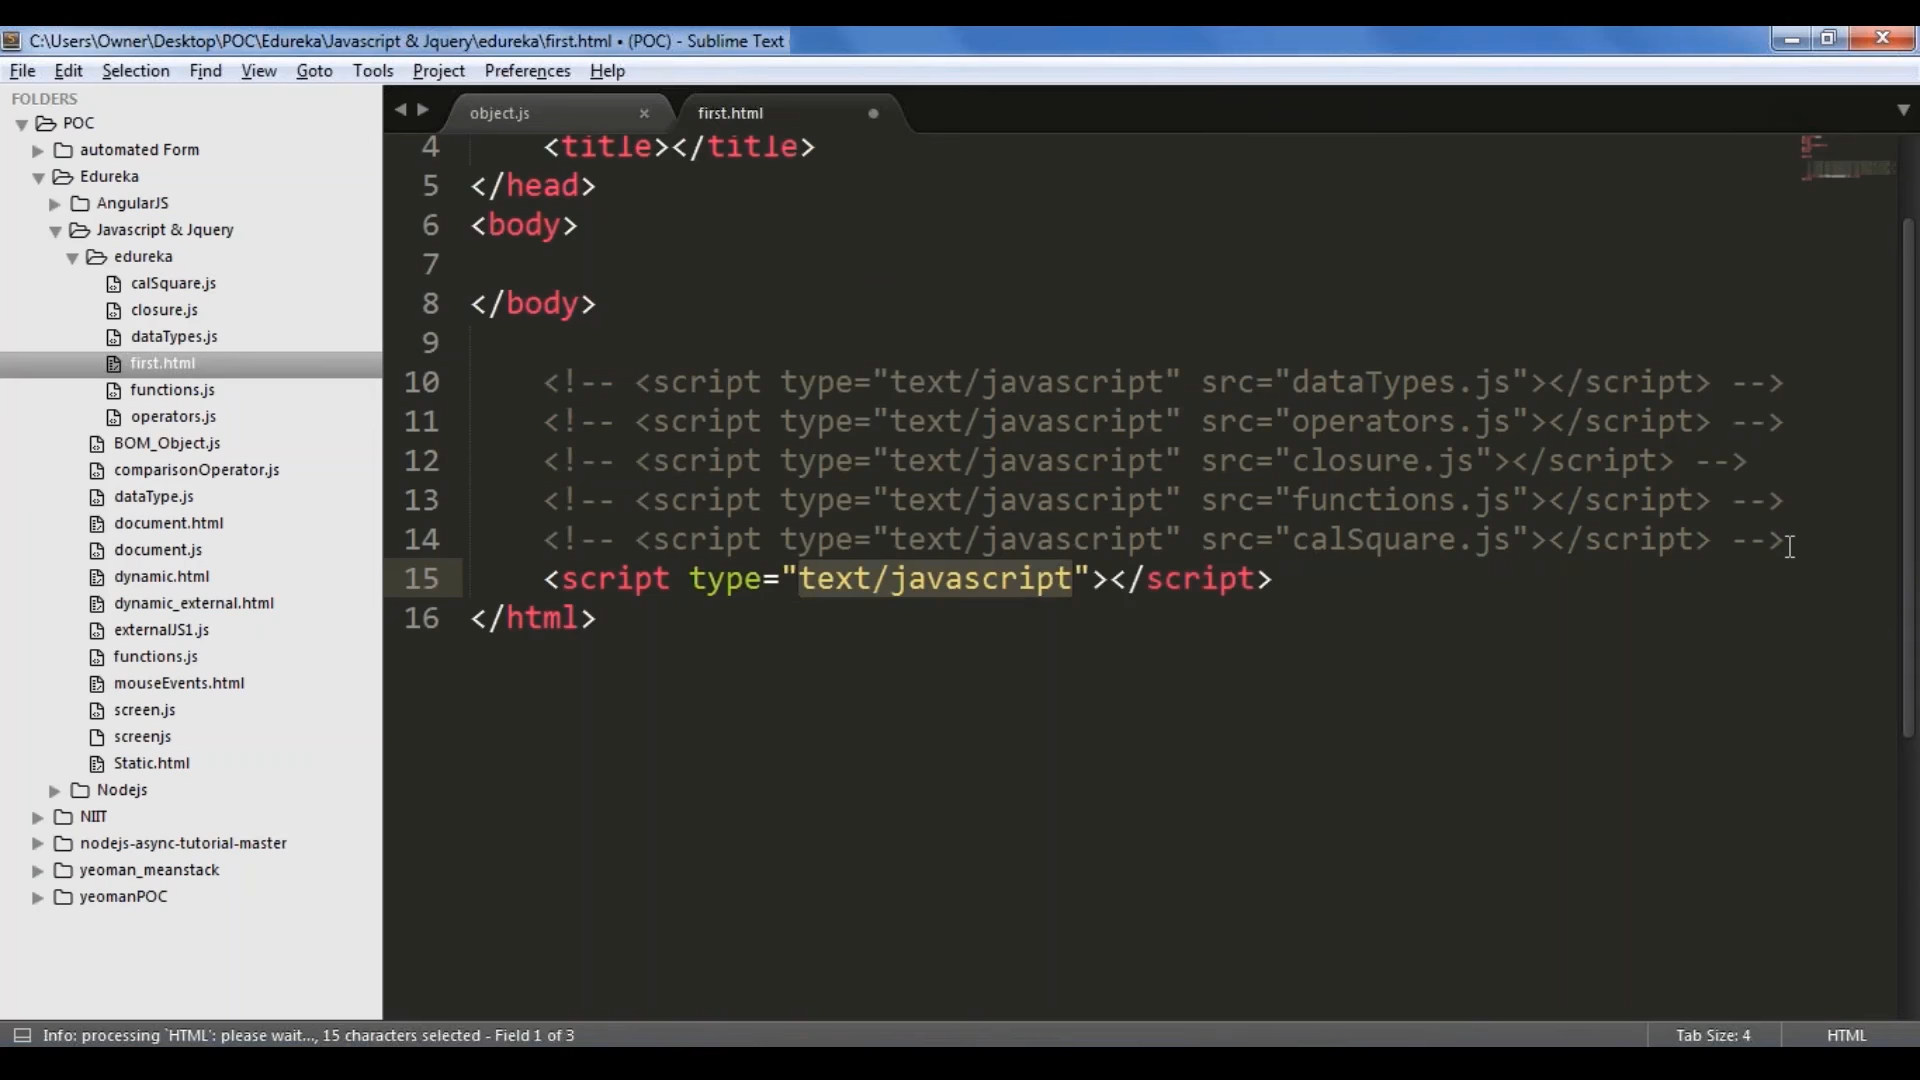 C:\Users\Owner\Desktop\POC\Edureka\Javascript & Jquery\edureka\first.html • (POC) - Sublime Text
File Edit Selection Find View Goto Tools Project Preferences Help
FOLDERS
POC
automated Form
Edureka
AngularJS
Javascript & Jquery
edureka
calSquare.js
closure.js
dataTypes.js
first.html
functions.js
operators.js
BOM_Object.js
comparisonOperator.js
dataType.js
document.html
document.js
dynamic.html
dynamic_external.html
externalJS1.js
functions.js
mouseEvents.html
screen.js
screenjs
Static.html
Nodejs
NIIT
nodejs-async-tutorial-master
yeoman_meanstack
yeomanPOC
object.js first.html
4 <title></title>
5 </head>
6 <body>
7
8 </body>
9
10 <!-- <script type="text/javascript" src="dataTypes.js"></script> -->
11 <!-- <script type="text/javascript" src="operators.js"></script> -->
12 <!-- <script type="text/javascript" src="closure.js"></script> -->
13 <!-- <script type="text/javascript" src="functions.js"></script> -->
14 <!-- <script type="text/javascript" src="calSquare.js"></script> -->
15 <script type="text/javascript"></script>
16 </html>
Info: processing `HTML': please wait..., 15 characters selected - Field 1 of 3 Tab Size: 4 HTML